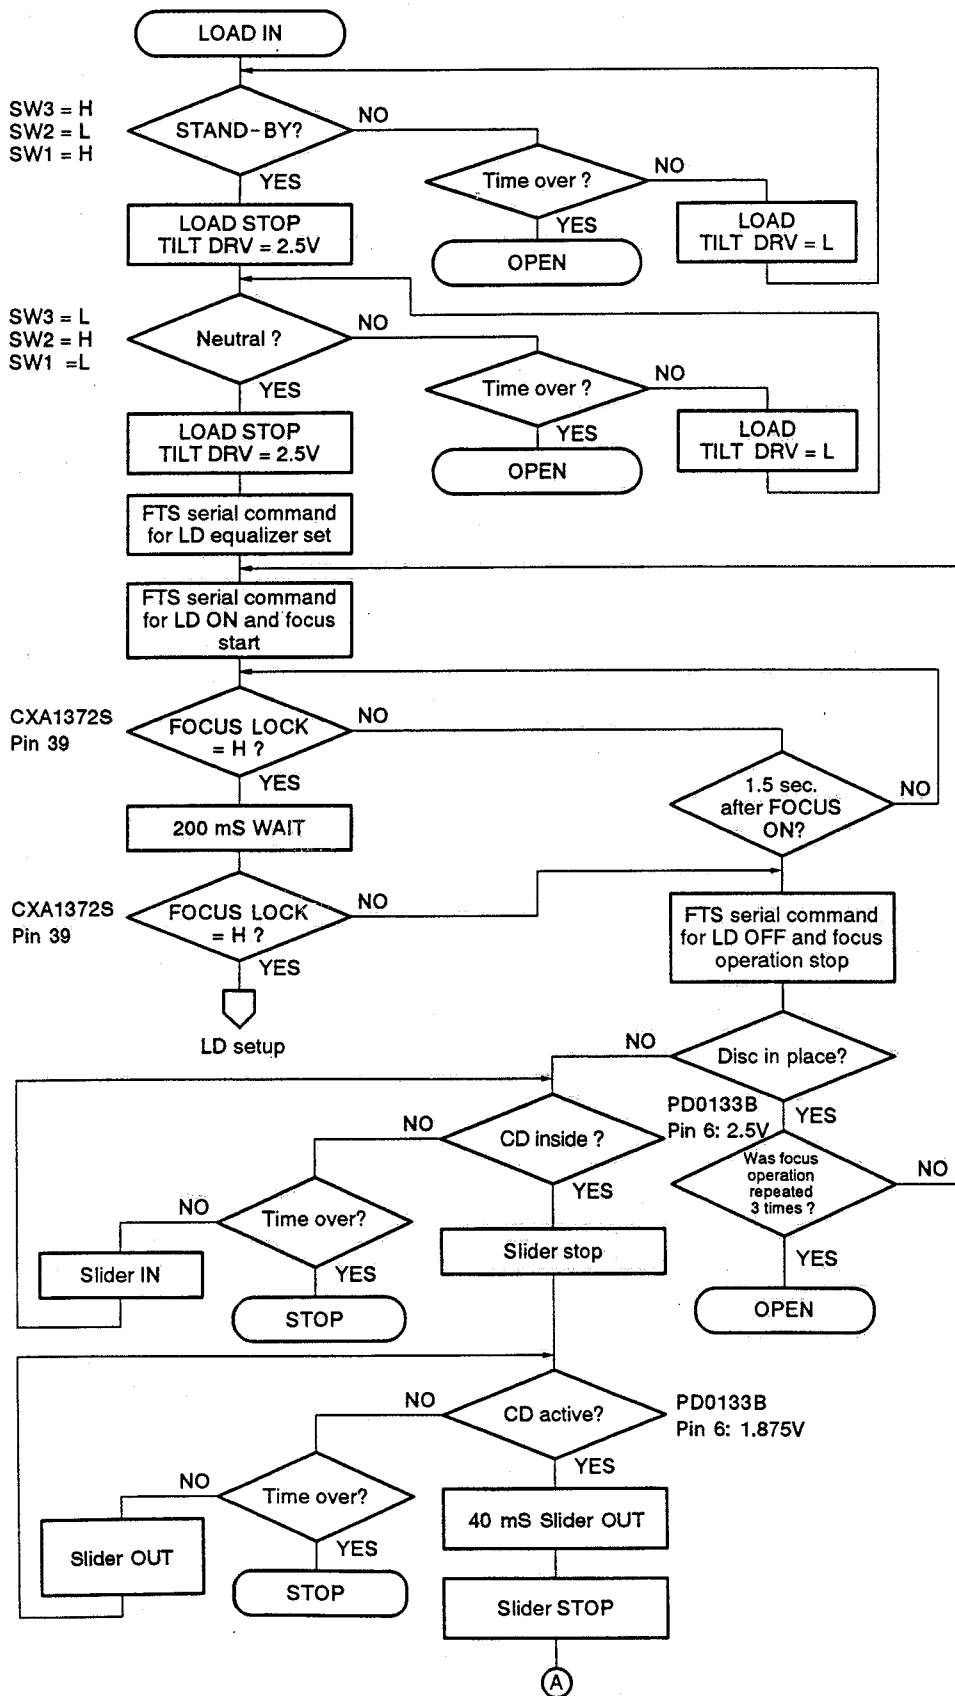 LOAD IN
SW3 = H
SW2 = L
SW1 = H
STAND-BY?
NO
YES
Time over ?
NO
YES
LOAD STOP
TILT DRV = 2.5V
OPEN
LOAD
TILT DRV = L
SW3 = L
SW2 = H
SW1 =L
Neutral ?
NO
YES
Time over ?
NO
YES
LOAD STOP
TILT DRV = 2.5V
OPEN
LOAD
TILT DRV = L
FTS serial command
for LD equalizer set
FTS serial command
for LD ON and focus
start
CXA1372S
Pin 39
FOCUS LOCK
= H ?
NO
YES
1.5 sec.
after FOCUS
ON?
NO
200 mS WAIT
CXA1372S
Pin 39
FOCUS LOCK
= H ?
NO
YES
FTS serial command
for LD OFF and focus
operation stop
LD setup
Disc in place?
NO
YES
CD inside ?
NO
YES
PD0133B
Pin 6: 2.5V
Was focus
operation
repeated
3 times ?
NO
YES
Time over?
NO
YES
Slider IN
Slider stop
STOP
OPEN
CD active?
NO
YES
PD0133B
Pin 6: 1.875V
Time over?
NO
YES
40 mS Slider OUT
Slider OUT
STOP
Slider STOP
A